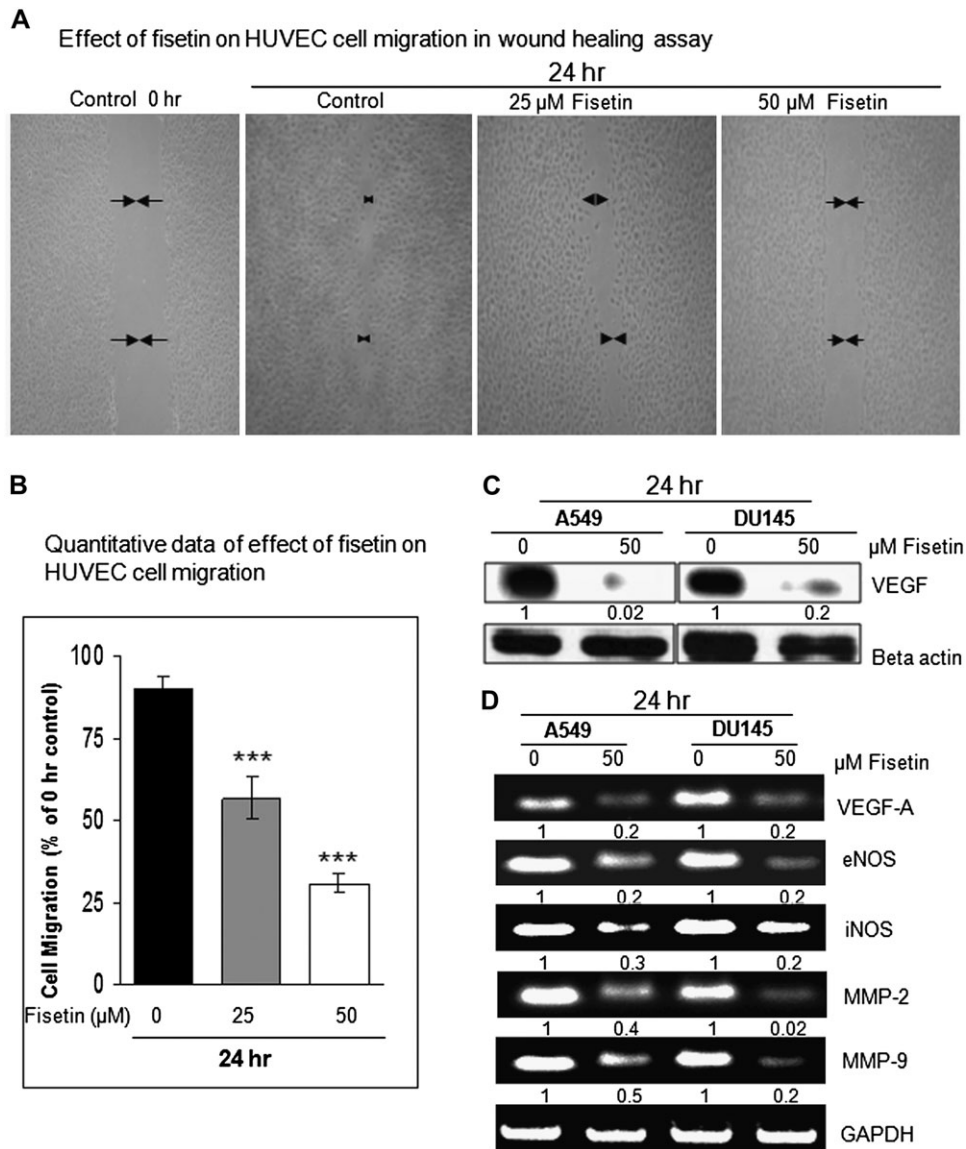 A
Effect of fisetin on HUVEC cell migration in wound healing assay
24 hr
Control 0 hr
Control
25 µM Fisetin
50 µM Fisetin
B
Quantitative data of effect of fisetin on
HUVEC cell migration
Cell Migration (% of 0 hr control)
100
75
50
25
0
***
***
Fisetin (µM) 0 25 50
24 hr
C
24 hr
A549 DU145
0 50 0 50 µM Fisetin
VEGF
1 0.02 1 0.2
Beta actin
D
24 hr
A549 DU145
0 50 0 50 µM Fisetin
VEGF-A
1 0.2 1 0.2
eNOS
1 0.2 1 0.2
iNOS
1 0.3 1 0.2
MMP-2
1 0.4 1 0.02
MMP-9
1 0.5 1 0.2
GAPDH